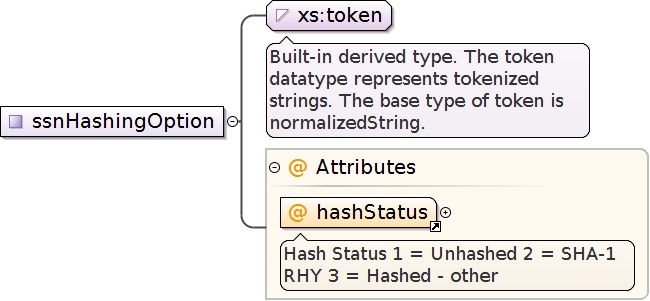 xs:token
Built-in derived type. The token
datatype represents tokenized
strings. The base type of token is
normalizedString.
ssnHashingOption
@ Attributes
@ hashStatus
Hash Status 1 = Unhashed 2 = SHA-1
RHY 3 = Hashed - other